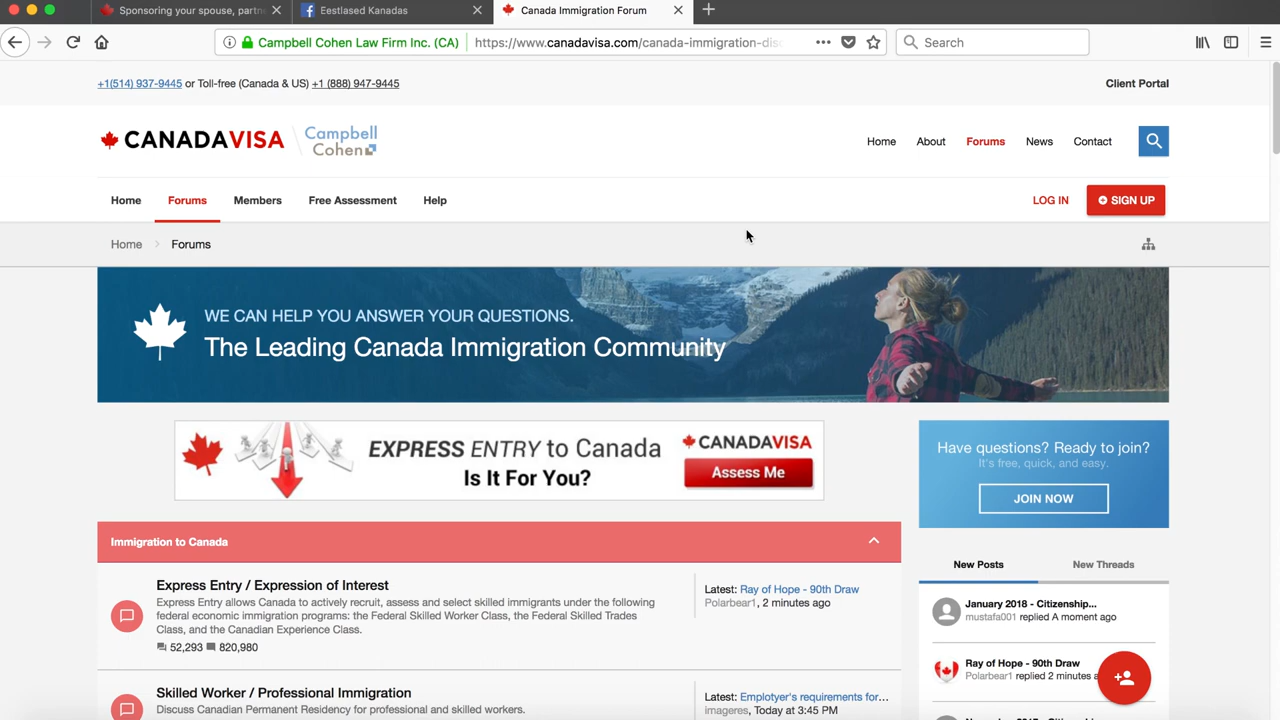 Sponsoring your spouse, partn
Eestlased Kanadas
Canada Immigration Forum
Campbell Cohen Law Firm Inc. (CA)
https://www.canadavisa.com/canada-immigration-dis
Search
+1(514) 937-9445 or Toll-free (Canada & US) +1 (888) 947-9445
Client Portal
CANADAVISA
Campbell
Cohen
Home
About
Forums
News
Contact
Home
Forums
Members
Free Assessment
Help
LOG IN
SIGN UP
Home
Forums
WE CAN HELP YOU ANSWER YOUR QUESTIONS.
The Leading Canada Immigration Community
EXPRESS ENTRY to Canada
Is It For You?
CANADAVISA
Assess Me
Have questions? Ready to join?
It's free, quick, and easy.
JOIN NOW
Immigration to Canada
Express Entry / Expression of Interest
Express Entry allows Canada to actively recruit, assess and select skilled immigrants under the following
federal economic immigration programs: the Federal Skilled Worker Class, the Federal Skilled Trades
Class, and the Canadian Experience Class.
52,293 820,980
Latest: Ray of Hope - 90th Draw
Polarbear1, 2 minutes ago
Skilled Worker / Professional Immigration
Discuss Canadian Permanent Residency for professional and skilled workers.
Latest: Emplotyer's requirements for...
imageres, Today at 3:45 PM
New Posts
New Threads
January 2018 - Citizenship...
mustafa001 replied A moment ago
Ray of Hope - 90th Draw
Polarbear1 replied 2 minutes a